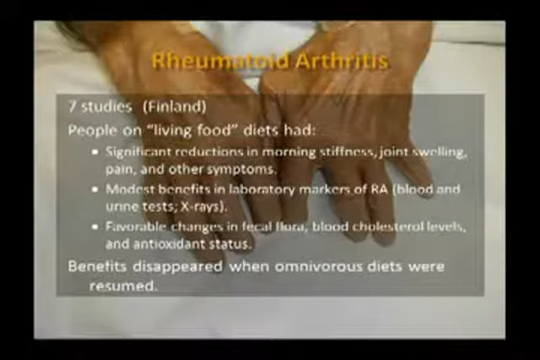 Rheumatoid Arthritis
7 studies (Finland)
People on "living food" diets had:
▪ Significant reductions in morning stiffness, joint swelling,
pain, and other symptoms.
▪ Modest benefits in laboratory markers of RA (blood and
urine tests; X-rays).
▪ Favorable changes in fecal flora, blood cholesterol levels,
and antioxidant status.
Benefits disappeared when omnivorous diets were
resumed.